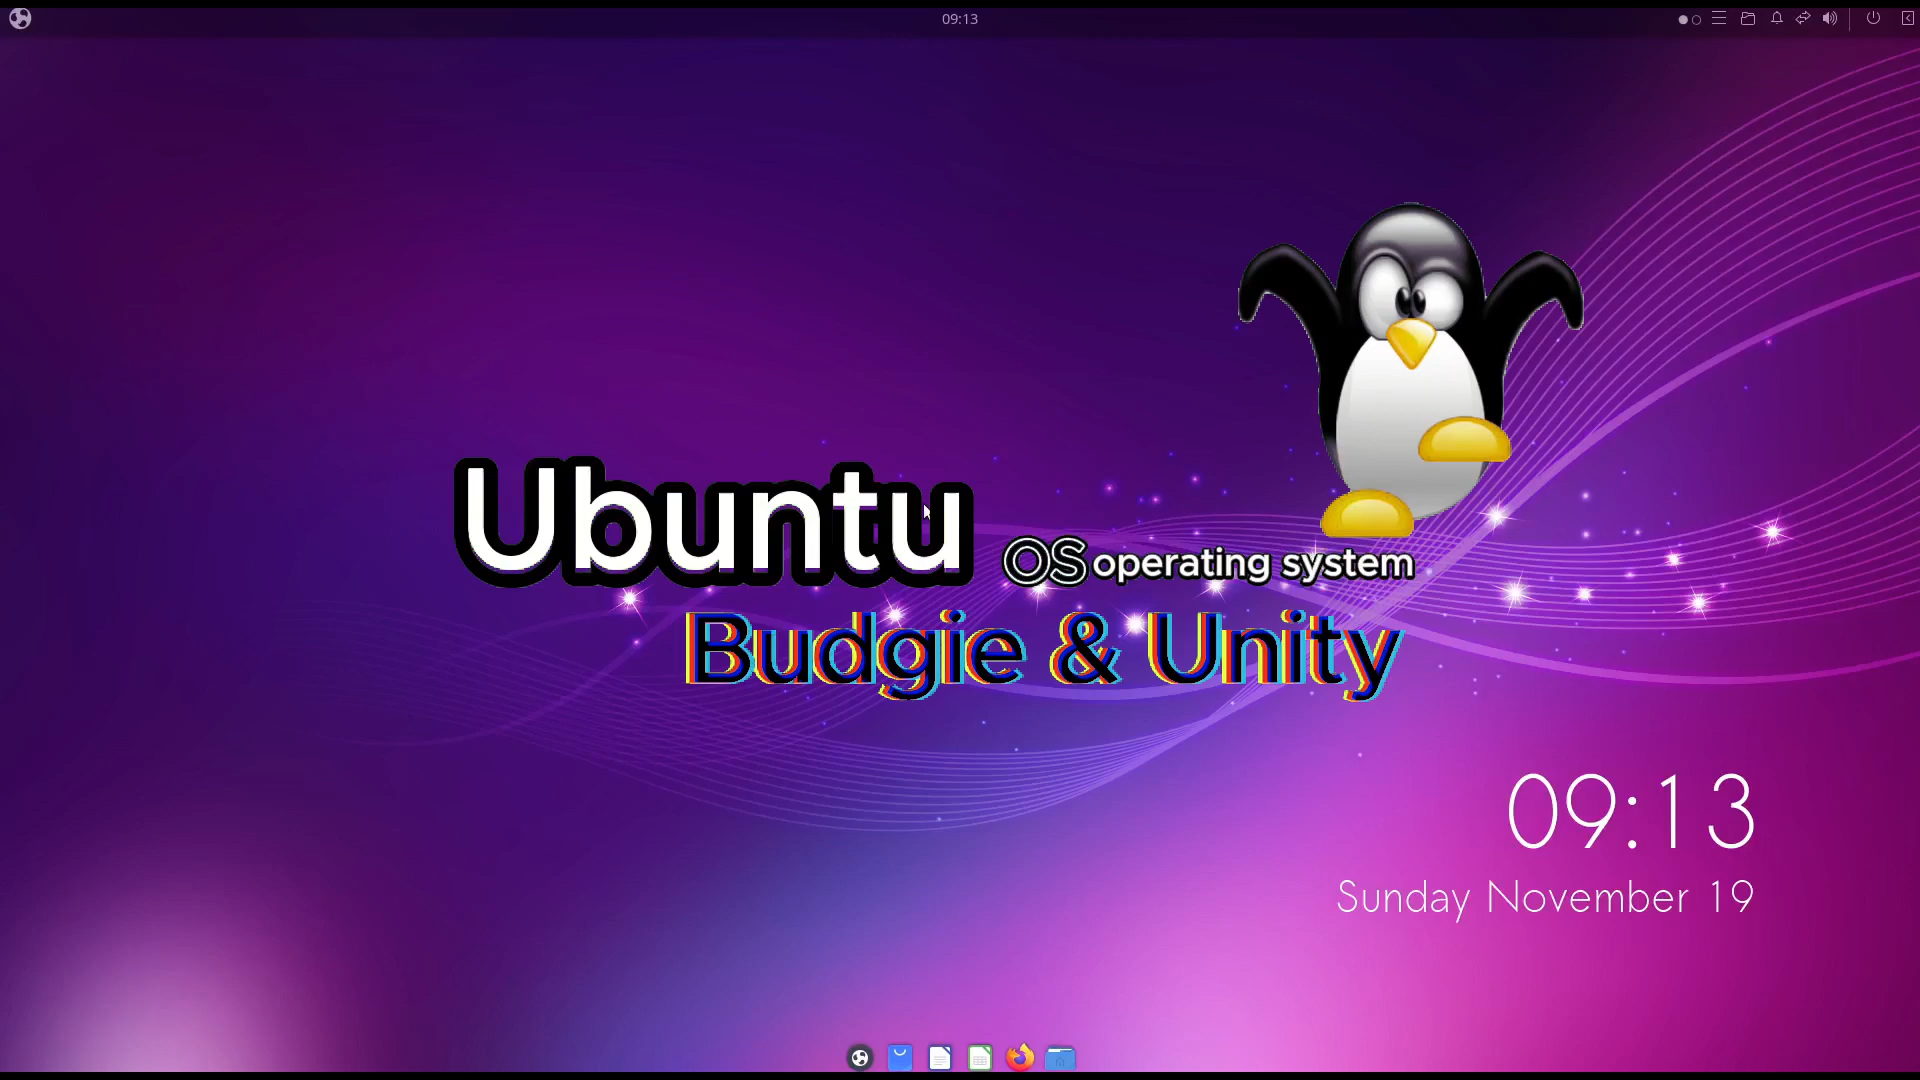 09:13
Ubuntu
OS operating system
Budgie & Unity
09:13
Sunday November 19